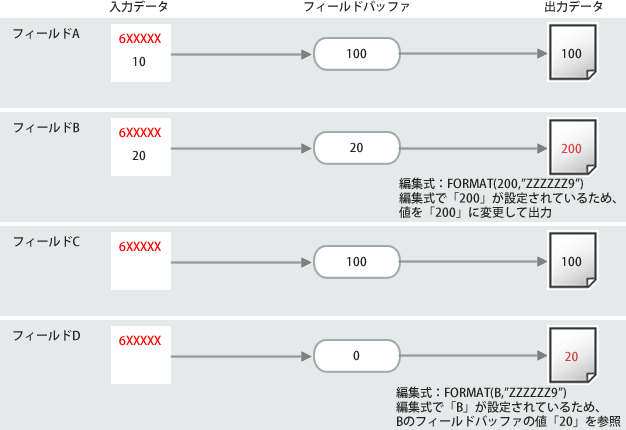 入力データ フィールドバッファ 出力データ
フィールドA
6XXXXX
10
100
100
フィールドB
6XXXXX
20
20
200
編集式：FORMAT(200,"ZZZZZZ9")
編集式で「200」が設定されているため、
値を「200」に変更して出力
フィールドC
6XXXXX
100
100
フィールドD
6XXXXX
0
20
編集式：FORMAT(B,"ZZZZZZ9")
編集式で「B」が設定されているため、
Bのフィールドバッファの値「20」を参照